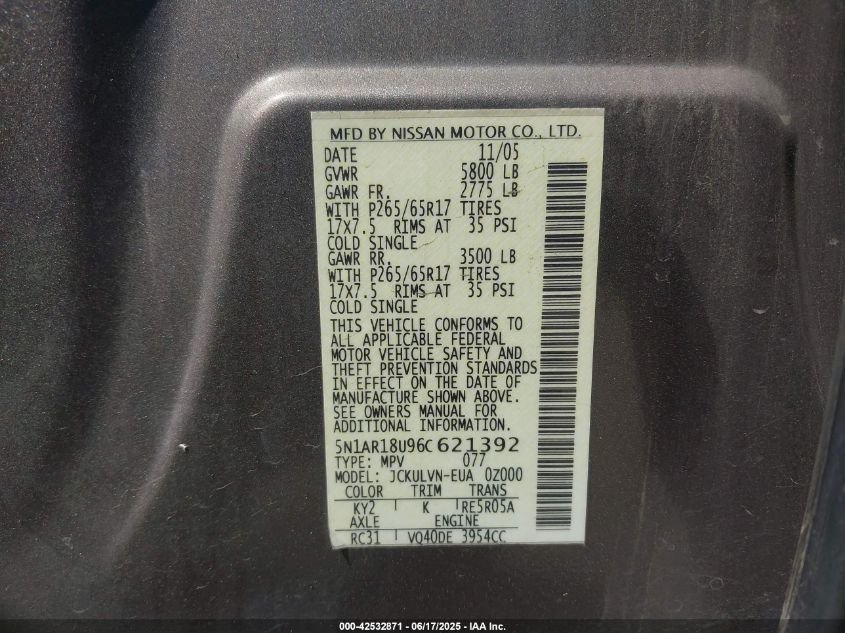 MFD BY NISSAN MOTOR CO., LTD.
DATE 11/05
GVWR 5800 LB
GAWR FR. 2775 LB
WITH P265/65R17 TIRES
17X7.5 RIMS AT 35 PSI
COLD SINGLE
GAWR RR. 3500 LB
WITH P265/65R17 TIRES
17X7.5 RIMS AT 35 PSI
COLD SINGLE
THIS VEHICLE CONFORMS TO
ALL APPLICABLE FEDERAL
MOTOR VEHICLE SAFETY AND
THEFT PREVENTION STANDARDS
IN EFFECT ON THE DATE OF
MANUFACTURE SHOWN ABOVE.
SEE OWNERS MANUAL FOR
ADDITIONAL INFORMATION.
5N1AR18U96C621392
TYPE: MPV 077
MODEL: JCKULVN-EUA 0Z000
COLOR TRIM TRANS
KY2 K RE5R05A
AXLE ENGINE
RC31 VQ40DE 3954CC
000-42532871 - 06/17/2025 - IAA Inc.